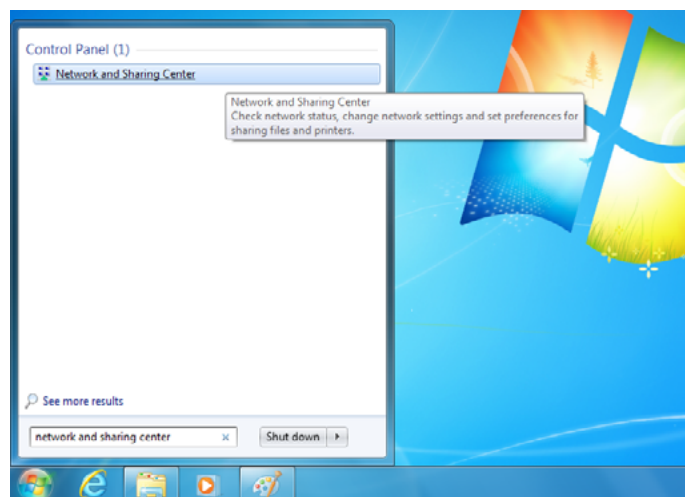 Control Panel (1)
Network and Sharing Center
Network and Sharing Center
Check network status, change network settings and set preferences for
sharing files and printers.
See more results
network and sharing center
Shut down